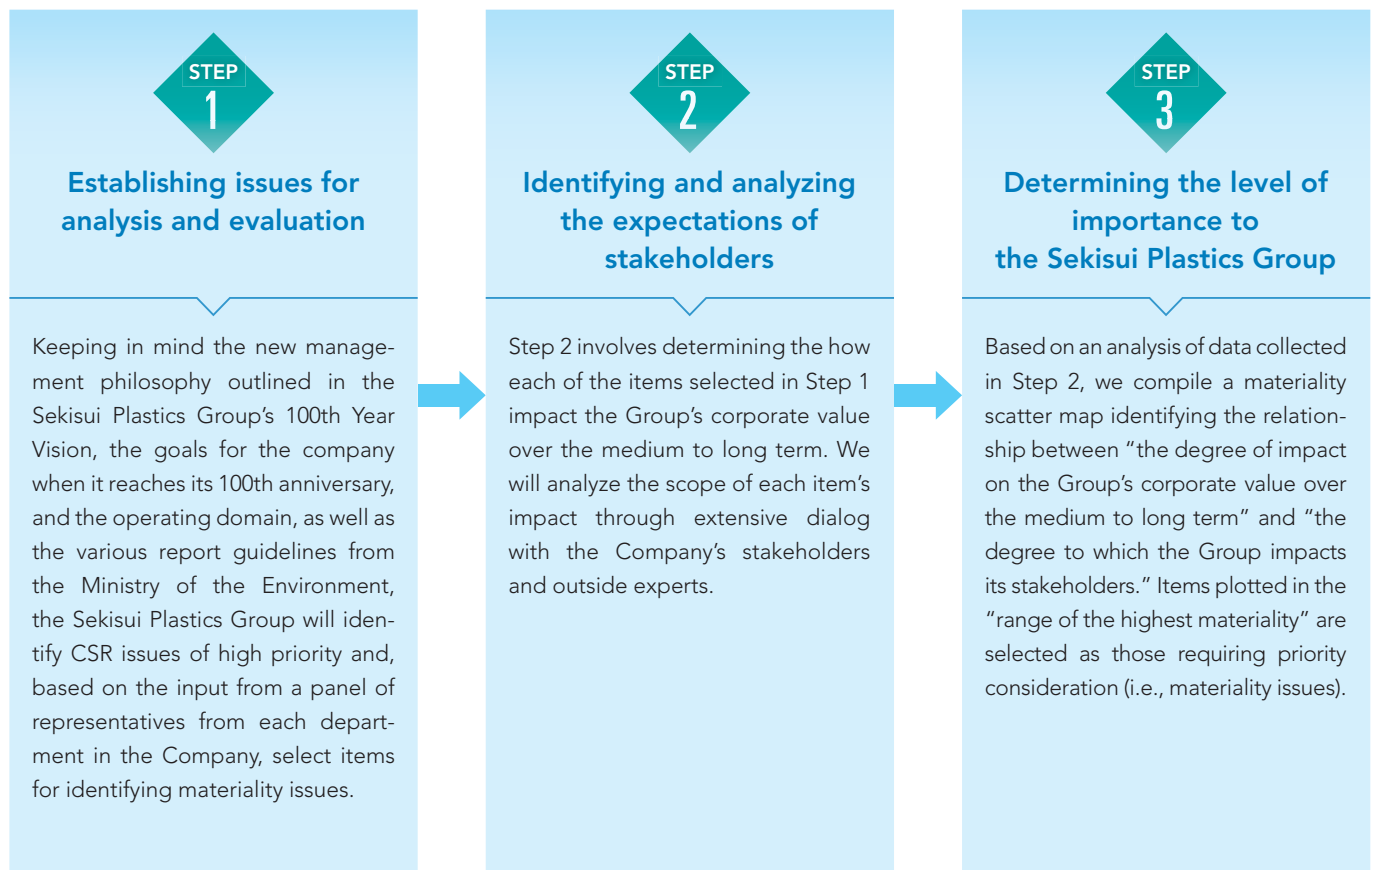 STEP
1
Establishing issues for
analysis and evaluation
Keeping in mind the new manage-
ment philosophy outlined in the
Sekisui Plastics Group’s 100th Year
Vision, the goals for the company
when it reaches its 100th anniversary,
and the operating domain, as well as
the various report guidelines from
the Ministry of the Environment,
the Sekisui Plastics Group will iden-
tify CSR issues of high priority and,
based on the input from a panel of
representatives from each depart-
ment in the Company, select items
for identifying materiality issues.
STEP
2
Identifying and analyzing
the expectations of
stakeholders
Step 2 involves determining the how
each of the items selected in Step 1
impact the Group’s corporate value
over the medium to long term. We
will analyze the scope of each item’s
impact through extensive dialog
with the Company’s stakeholders
and outside experts.
STEP
3
Determining the level of
importance to
the Sekisui Plastics Group
Based on an analysis of data collected
in Step 2, we compile a materiality
scatter map identifying the relation-
ship between “the degree of impact
on the Group’s corporate value over
the medium to long term” and “the
degree to which the Group impacts
its stakeholders.” Items plotted in the
“range of the highest materiality” are
selected as those requiring priority
consideration (i.e., materiality issues).